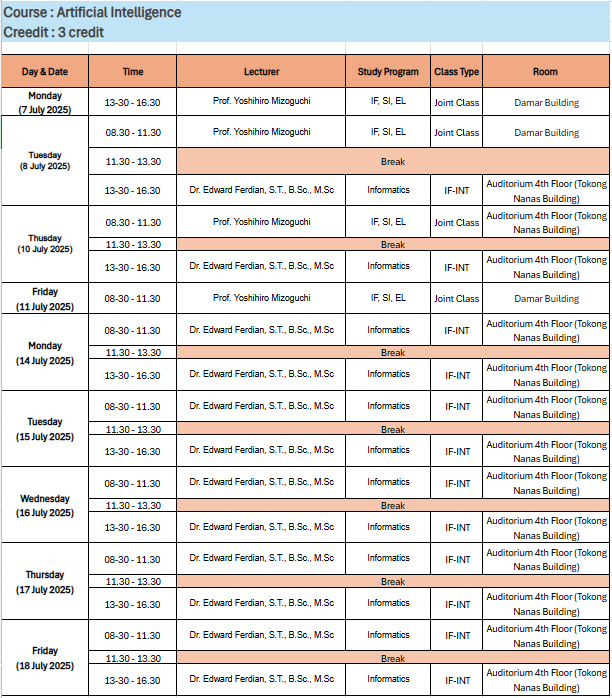 Course : Artificial Intelligence
Creedit : 3 credit
Day & Date Time Lecturer Study Program Class Type Room
Monday
(7 July 2025)
13-30 - 16.30 Prof. Yoshihiro Mizoguchi IF, SI, EL Joint Class Damar Building
Tuesday
(8 July 2025)
08.30 - 11.30 Prof. Yoshihiro Mizoguchi IF, SI, EL Joint Class Damar Building
11.30 - 13.30 Break
13-30 - 16.30 Dr. Edward Ferdian, S.T., B.Sc., M.Sc Informatics IF-INT Auditorium 4th Floor (Tokong
Nanas Building)
Thusday
(10 July 2025)
08.30 - 11.30 Prof. Yoshihiro Mizoguchi IF, SI, EL Joint Class Auditorium 4th Floor (Tokong
Nanas Building)
11.30 - 13.30 Break
13-30 - 16.30 Dr. Edward Ferdian, S.T., B.Sc., M.Sc Informatics IF-INT Auditorium 4th Floor (Tokong
Nanas Building)
Friday
(11 July 2025)
08-30 - 11.30 Prof. Yoshihiro Mizoguchi IF, SI, EL Joint Class Damar Building
Monday
(14 July 2025)
08-30 - 11.30 Dr. Edward Ferdian, S.T., B.Sc., M.Sc Informatics IF-INT Auditorium 4th Floor (Tokong
Nanas Building)
11.30 - 13.30 Break
13-30 - 16.30 Dr. Edward Ferdian, S.T., B.Sc., M.Sc Informatics IF-INT Auditorium 4th Floor (Tokong
Nanas Building)
Tuesday
(15 July 2025)
08-30 - 11.30 Dr. Edward Ferdian, S.T., B.Sc., M.Sc Informatics IF-INT Auditorium 4th Floor (Tokong
Nanas Building)
11.30 - 13.30 Break
13-30 - 16.30 Dr. Edward Ferdian, S.T., B.Sc., M.Sc Informatics IF-INT Auditorium 4th Floor (Tokong
Nanas Building)
Wednesday
(16 July 2025)
08-30 - 11.30 Dr. Edward Ferdian, S.T., B.Sc., M.Sc Informatics IF-INT Auditorium 4th Floor (Tokong
Nanas Building)
11.30 - 13.30 Break
13-30 - 16.30 Dr. Edward Ferdian, S.T., B.Sc., M.Sc Informatics IF-INT Auditorium 4th Floor (Tokong
Nanas Building)
Thursday
(17 July 2025)
08-30 - 11.30 Dr. Edward Ferdian, S.T., B.Sc., M.Sc Informatics IF-INT Auditorium 4th Floor (Tokong
Nanas Building)
11.30 - 13.30 Break
13-30 - 16.30 Dr. Edward Ferdian, S.T., B.Sc., M.Sc Informatics IF-INT Auditorium 4th Floor (Tokong
Nanas Building)
Friday
(18 July 2025)
08-30 - 11.30 Dr. Edward Ferdian, S.T., B.Sc., M.Sc Informatics IF-INT Auditorium 4th Floor (Tokong
Nanas Building)
11.30 - 13.30 Break
13-30 - 16.30 Dr. Edward Ferdian, S.T., B.Sc., M.Sc Informatics IF-INT Auditorium 4th Floor (Tokong
Nanas Building)